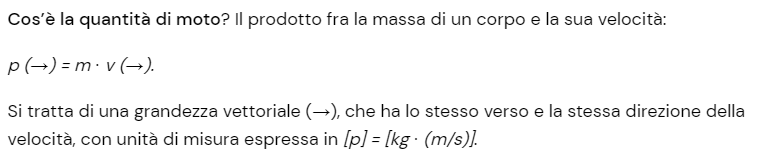 Cos'è la quantità di moto? Il prodotto fra la massa di un corpo e la sua velocità:
p (→) = m · v (→).
Si tratta di una grandezza vettoriale (→), che ha lo stesso verso e la stessa direzione della
velocità, con unità di misura espressa in [p] = [kg · (m/s)].